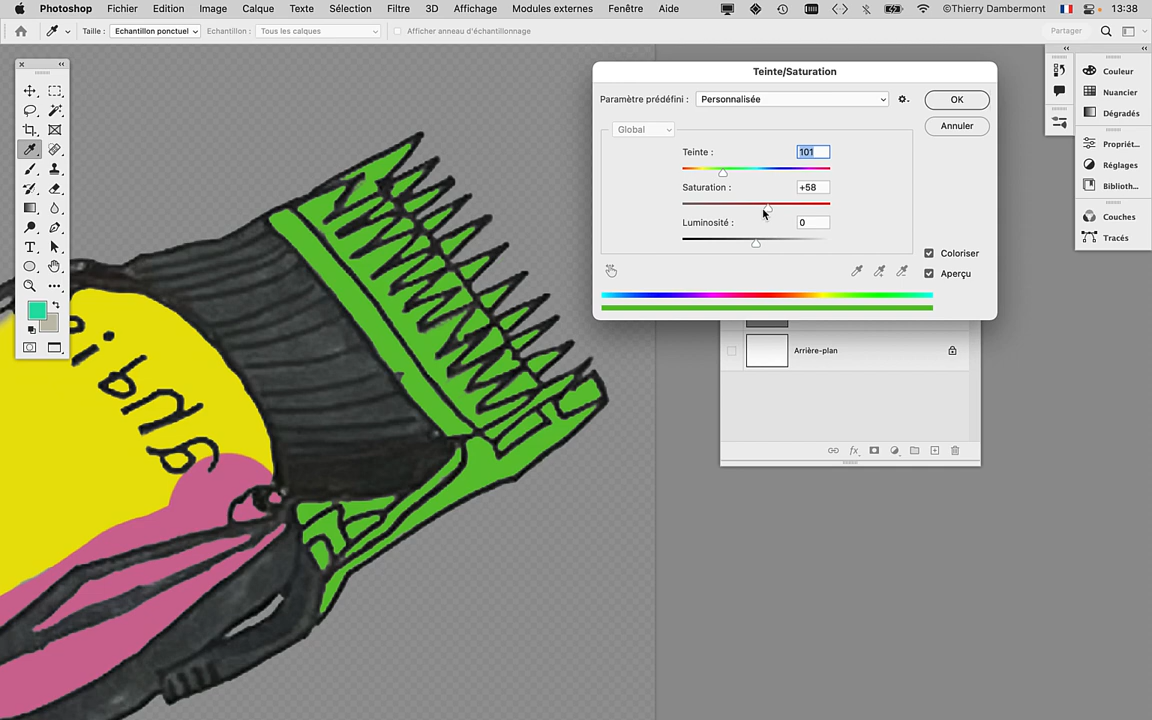 Photoshop Fichier Edition Image Calque Texte Sélection Filtre 3D Affichage Modules externes Fenêtre Aide ©Thierry Dambermont 13:38
Taille : Echantillon ponctuel Echantillon : Tous les calques Afficher anneau d'échantillonnage Partager
Teinte/Saturation
Paramètre prédéfini : Personnalisée OK
Annuler
Global
Teinte : 101
Saturation : +58
Luminosité : 0
Coloriser
Aperçu
Arrière-plan
Couleur
Nuancier
Dégradés
Propriét...
Réglages
Biblioth...
Couches
Tracés